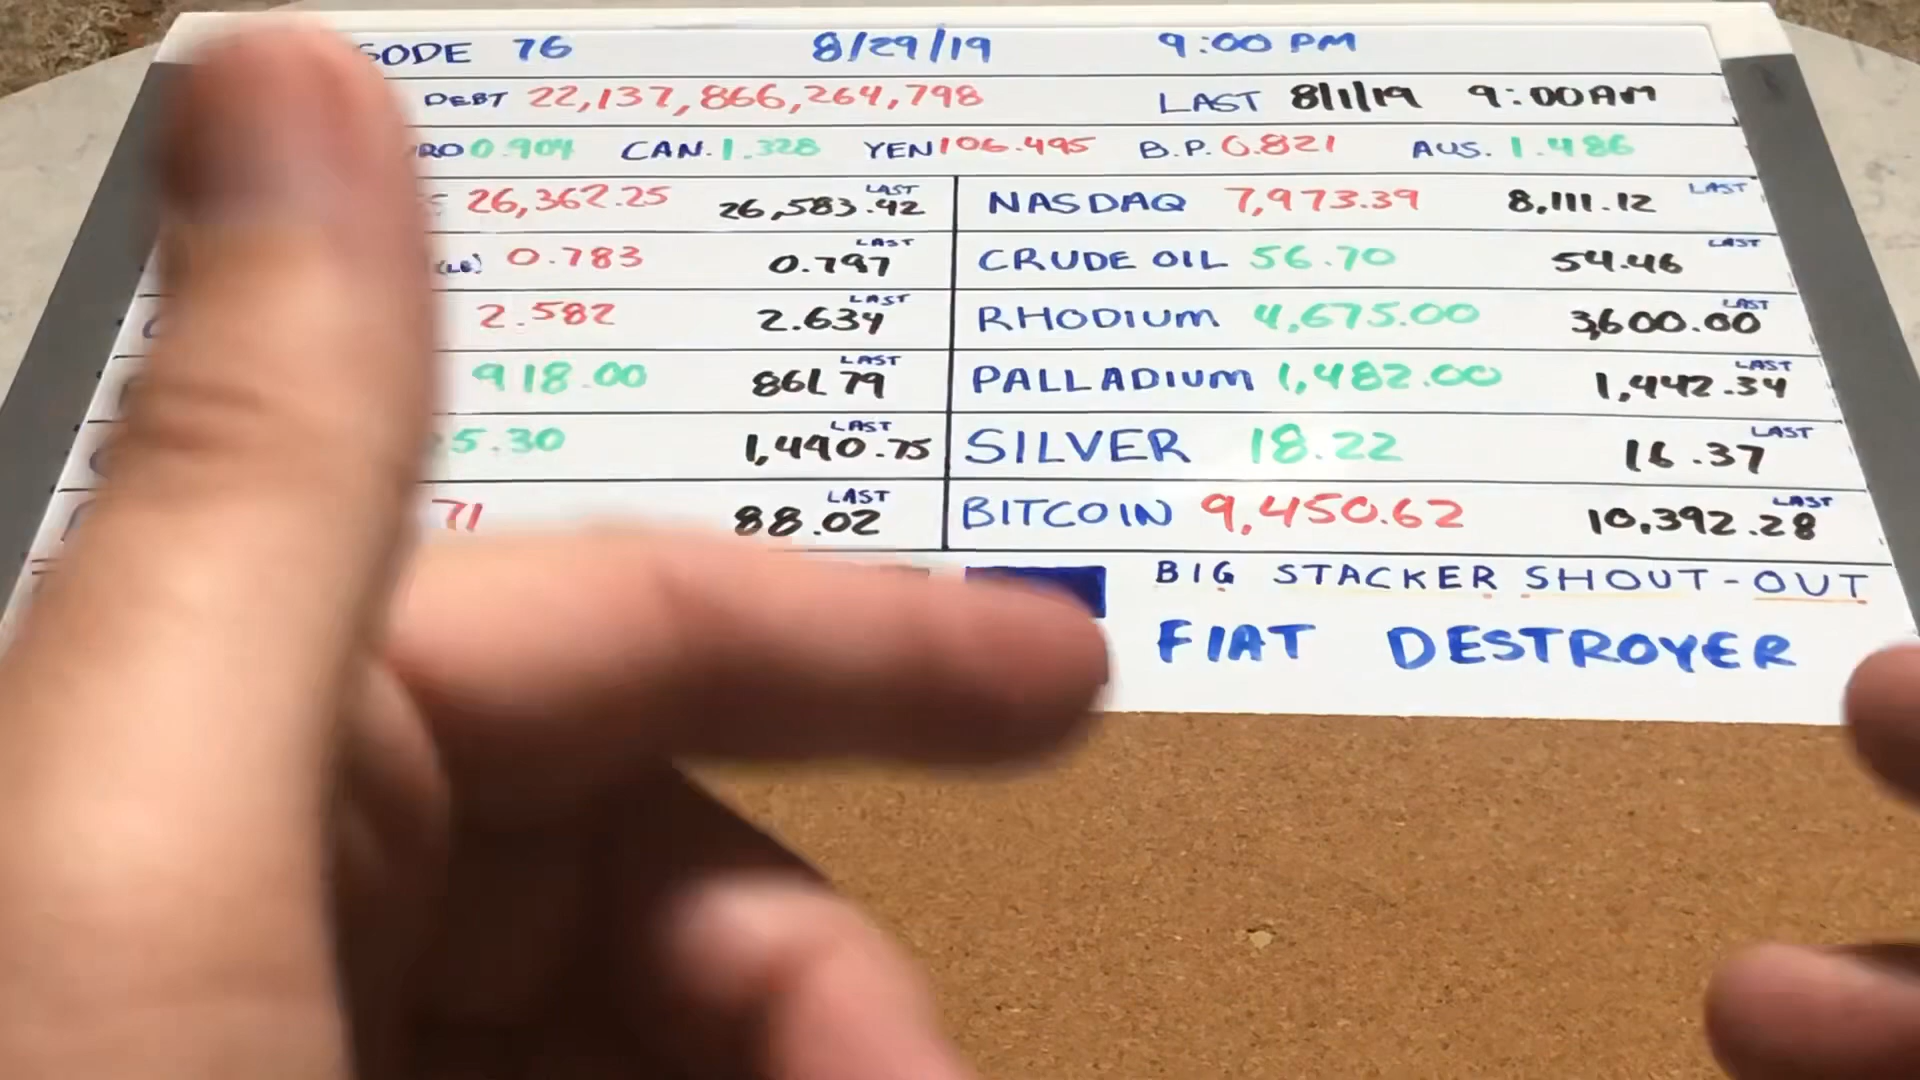 76 8/29/19 9:00 PM
DEBT 22,137,866,264,798 LAST 8/1/19 9:00AM
0.904 CAN. 1.328 YEN 106.495 B.P. 0.821 AUS. 1.486
26,362.25 26,583.42 LAST NASDAQ 7,973.39 8,111.12 LAST
(LB) 0.783 0.797 LAST CRUDE OIL 56.70 54.46 LAST
2.582 2.634 LAST RHODIUM 4,675.00 3,600.00 LAST
918.00 861.79 LAST PALLADIUM 1,482.00 1,442.34 LAST
5.30 1,440.75 LAST SILVER 18.22 16.37 LAST
71 88.02 LAST BITCOIN 9,450.62 10,392.28 LAST
BIG STACKER SHOUT-OUT
FIAT DESTROYER